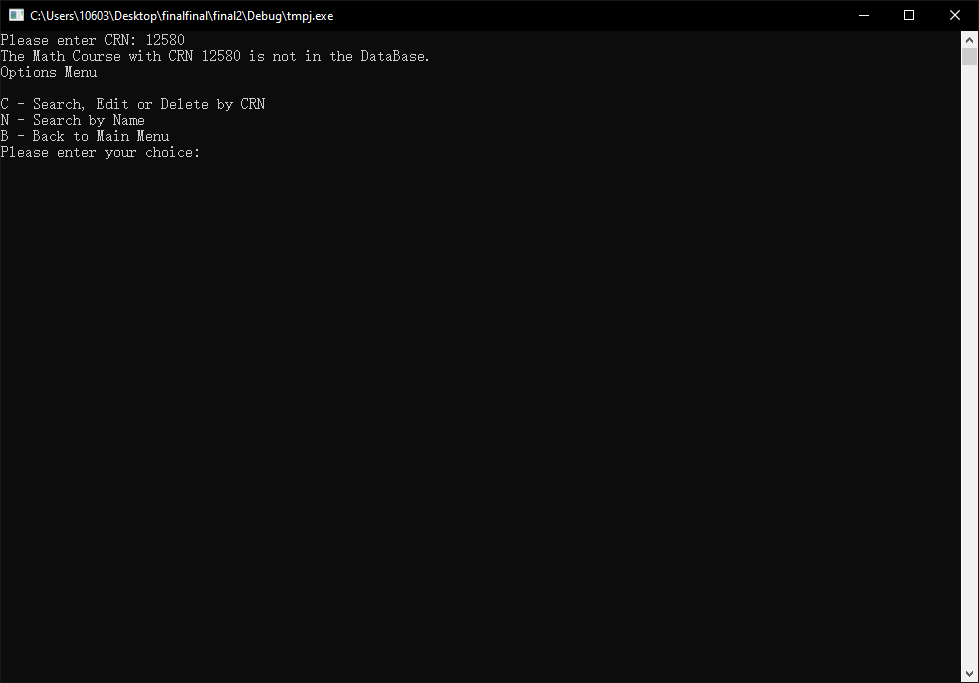 C:\Users\10603\Desktop\finalfinal\final2\Debug\tmpj.exe
Please enter CRN: 12580
The Math Course with CRN 12580 is not in the DataBase.
Options Menu
C - Search, Edit or Delete by CRN
N - Search by Name
B - Back to Main Menu
Please enter your choice: